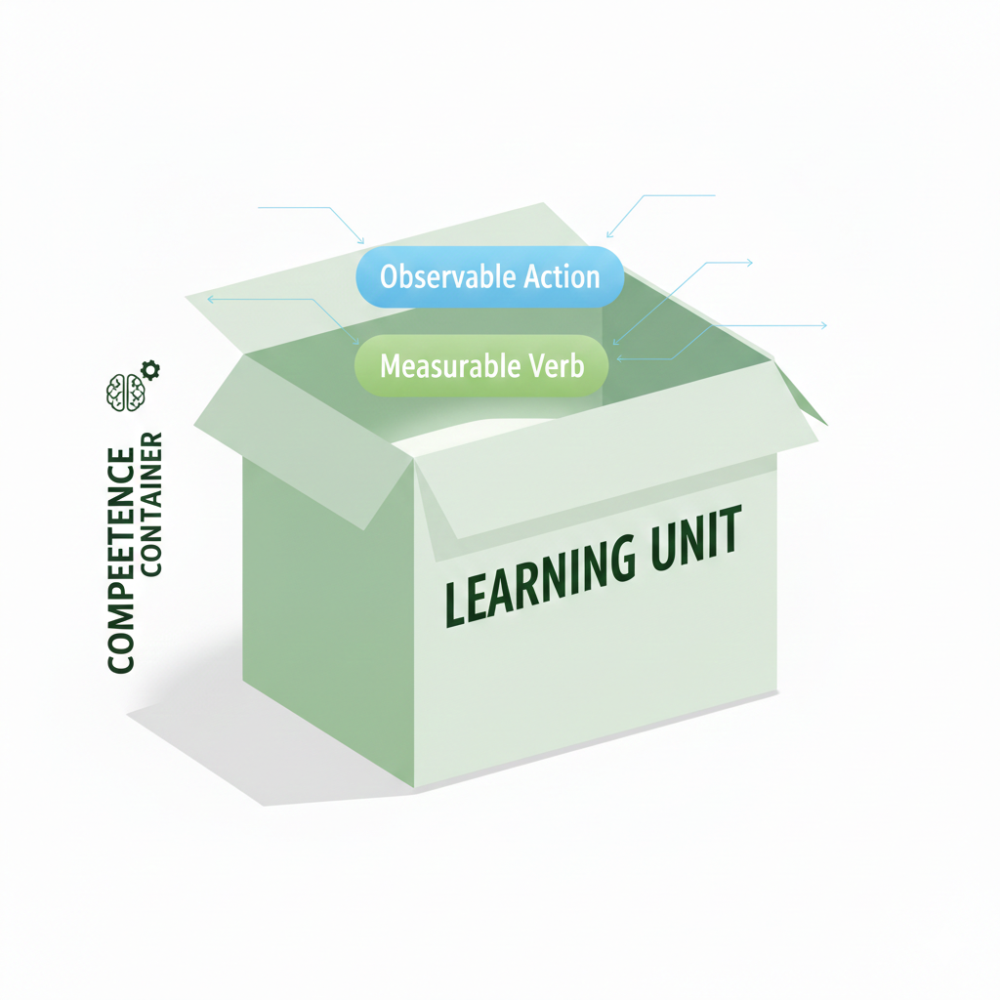 Observable Action
Measurable Verb
COMPEETENCE
CONTAINER
LEARNING UNIT